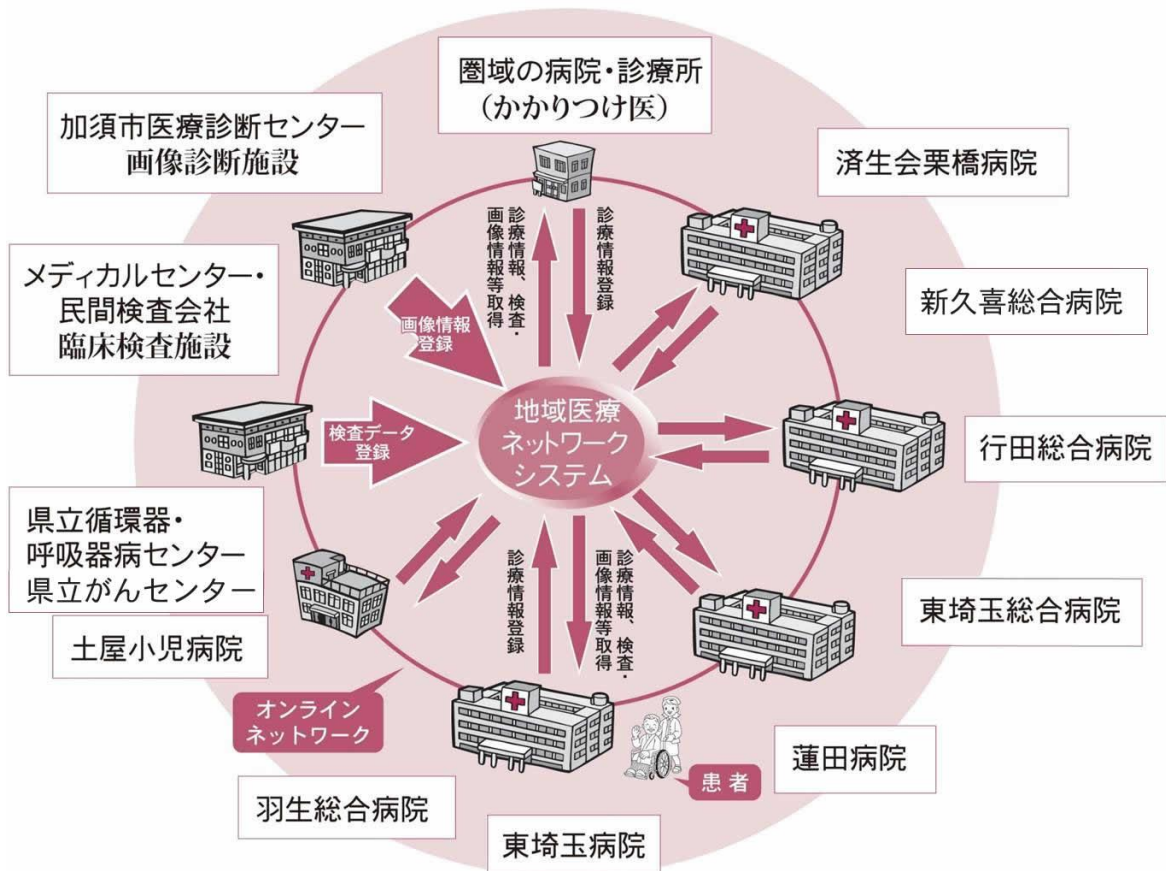 圏域の病院・診療所
(かかりつけ医)
加須市医療診断センター
画像診断施設
済生会栗橋病院
メディカルセンター・
民間検査会社
臨床検査施設
新久喜総合病院
診療情報、検査・
画像情報等取得
診療情報登録
画像情報
登録
地域医療
ネットワーク
システム
検査データ
登録
行田総合病院
県立循環器・
呼吸器病センター
県立がんセンター
土屋小児病院
東埼玉総合病院
診療情報登録
診療情報、検査・
画像情報等取得
オンライン
ネットワーク
患者
蓮田病院
羽生総合病院
東埼玉病院